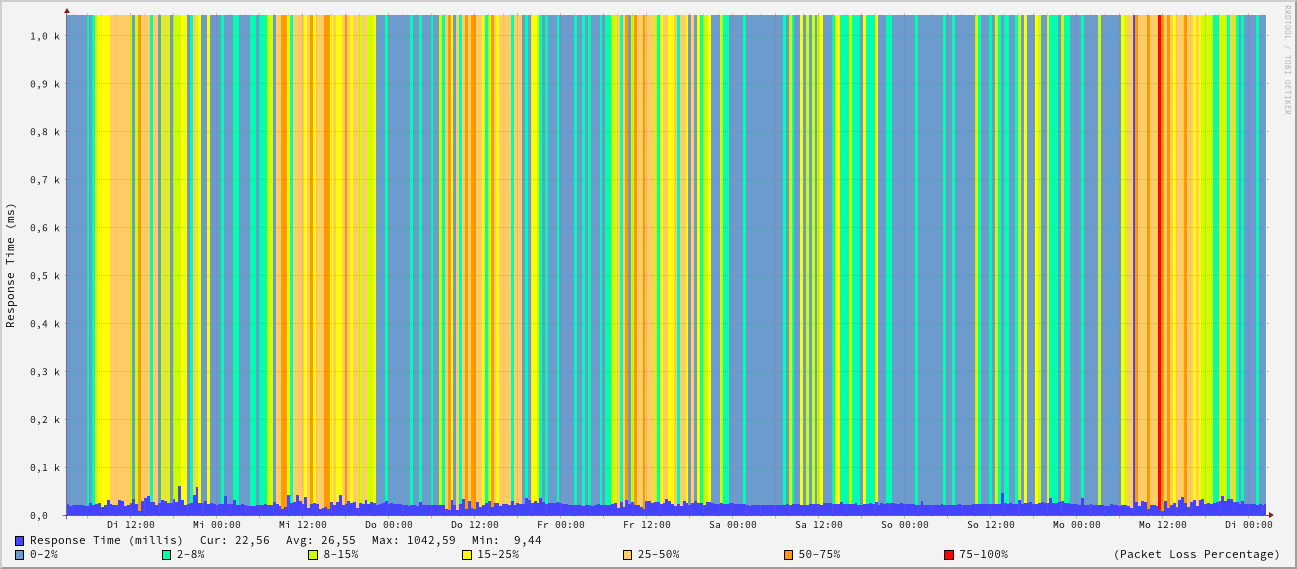 RRDTOOL / TOBI OETIKER
Response Time (ms)
1,0 k
0,9 k
0,8 k
0,7 k
0,6 k
0,5 k
0,4 k
0,3 k
0,2 k
0,1 k
0,0
Di 12:00 Mi 00:00 Mi 12:00 Do 00:00 Do 12:00 Fr 00:00 Fr 12:00 Sa 00:00 Sa 12:00 So 00:00 So 12:00 Mo 00:00 Mo 12:00 Di 00:00
Response Time (millis) Cur: 22,56 Avg: 26,55 Max: 1042,59 Min: 9,44
0-2% 2-8% 8-15% 15-25% 25-50% 50-75% 75-100% (Packet Loss Percentage)